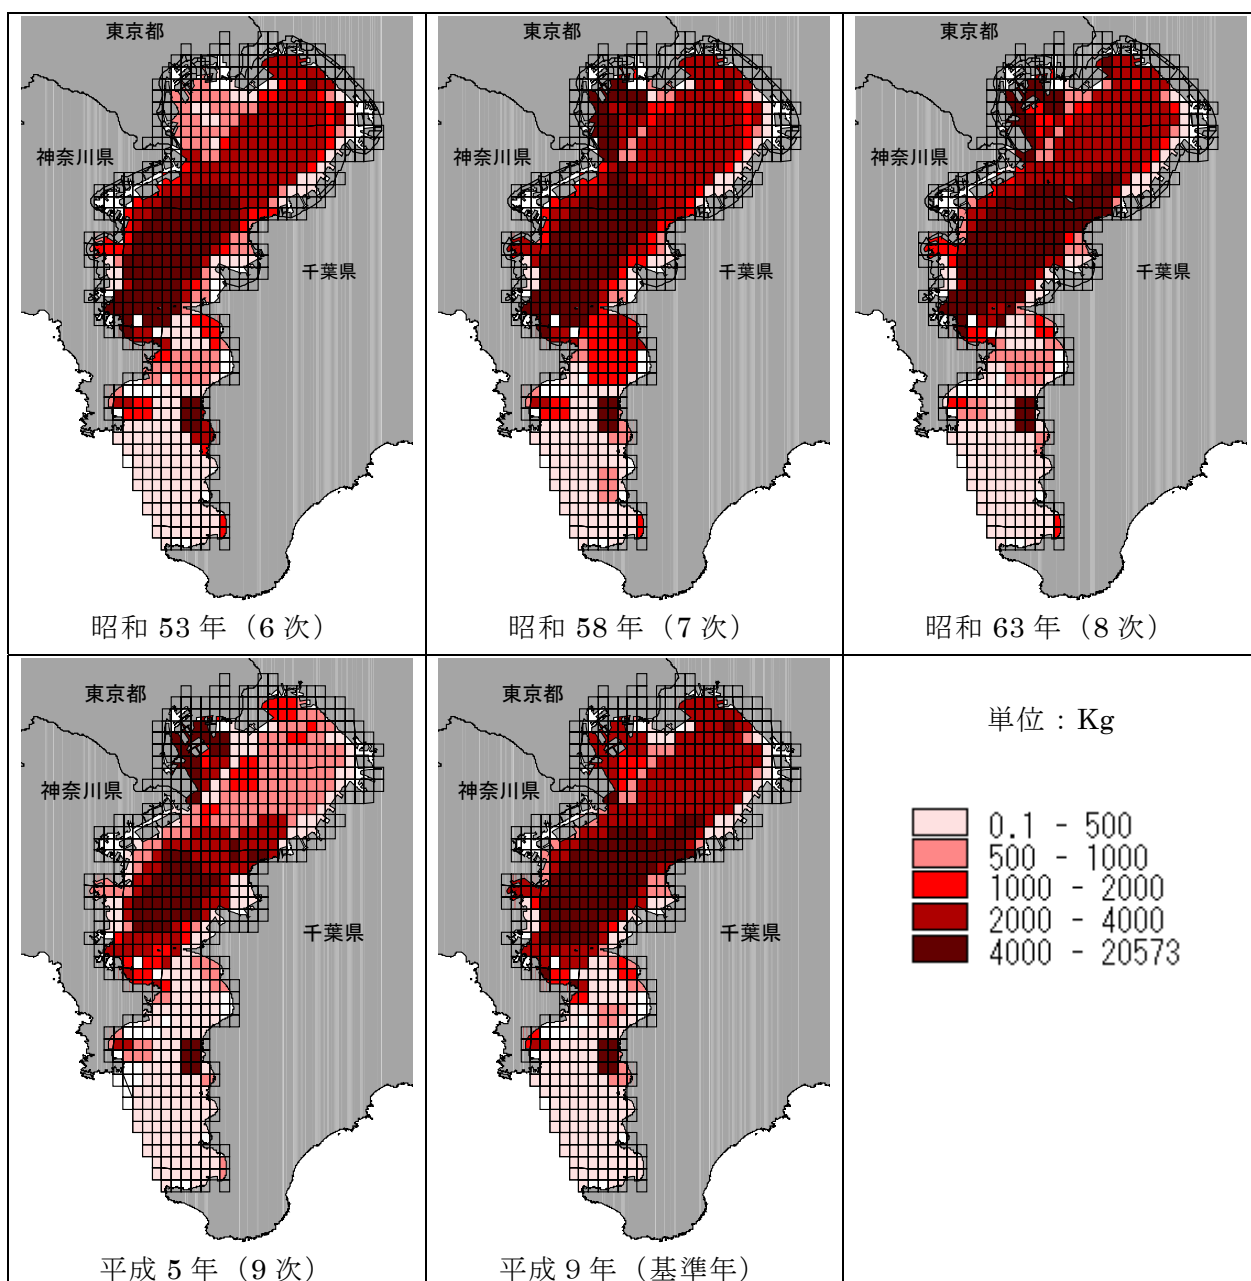 東京都
神奈川県
千葉県
昭和 53 年（6 次）
東京都
神奈川県
千葉県
昭和 58 年（7 次）
東京都
神奈川県
千葉県
昭和 63 年（8 次）
東京都
神奈川県
千葉県
平成 5 年（9 次）
東京都
神奈川県
千葉県
平成 9 年（基準年）
単位：Kg
0.1 - 500
500 - 1000
1000 - 2000
2000 - 4000
4000 - 20573